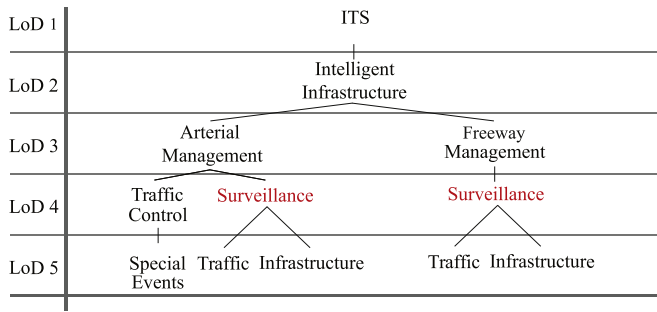 LoD 1
ITS
LoD 2
Intelligent
Infrastructure
LoD 3
Arterial
Management
Freeway
Management
LoD 4
Traffic
Control
Surveillance
Surveillance
LoD 5
Special
Events
Traffic
Infrastructure
Traffic
Infrastructure